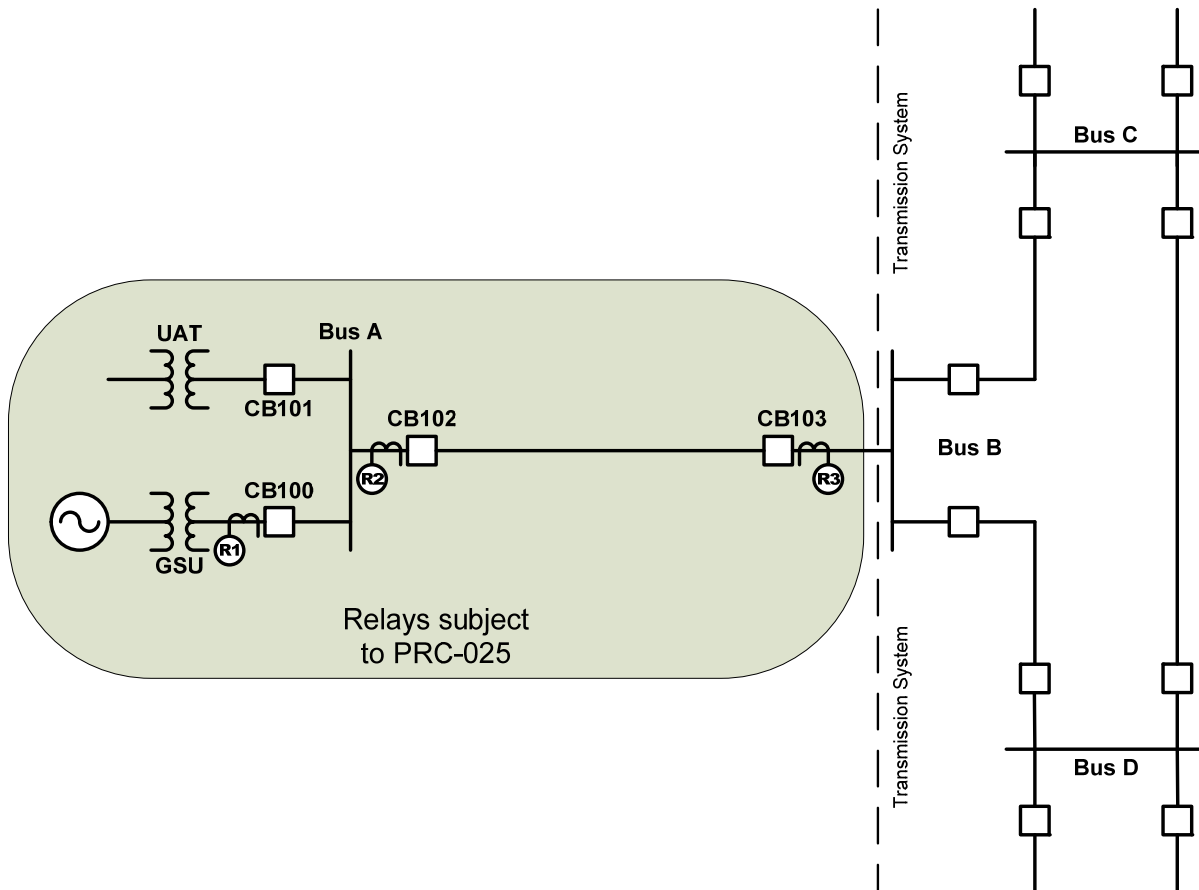 Bus C
Transmission System
UAT
Bus A
CB101
CB102
CB103
Bus B
R2
R3
CB100
R1
GSU
Relays subject
to PRC-025
Transmission System
Bus D